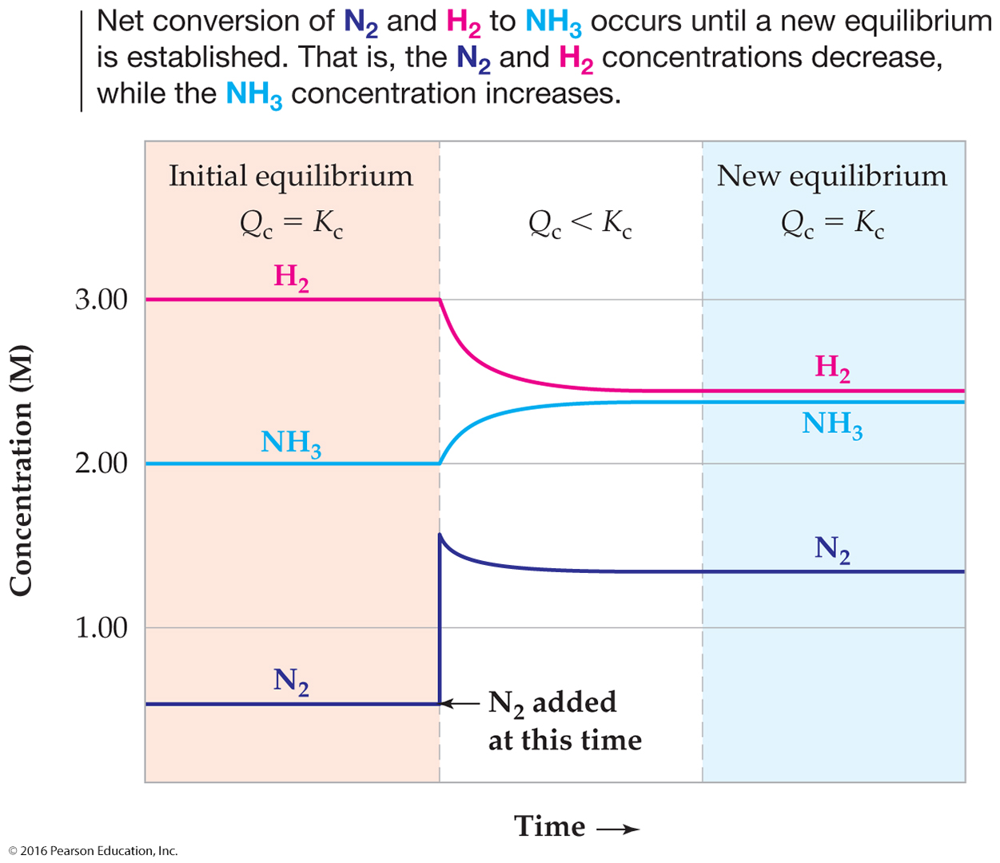 Net conversion of N₂ and H₂ to NH₃ occurs until a new equilibrium
is established. That is, the N₂ and H₂ concentrations decrease,
while the NH₃ concentration increases.
Initial equilibrium
Qc = Kc
Qc < Kc
New equilibrium
Qc = Kc
H₂
3.00
H₂
NH₃
NH₃
2.00
N₂
1.00
N₂
N₂ added
at this time
Concentration (M)
Time
© 2016 Pearson Education, Inc.